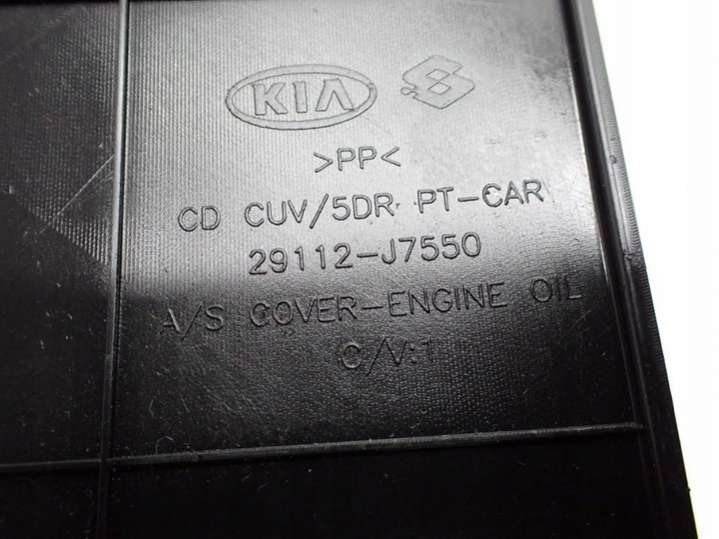 KIA
>PP<
CD CUV/5DR PT-CAR
29112-J7550
A/S COVER-ENGINE OIL
C/V:1